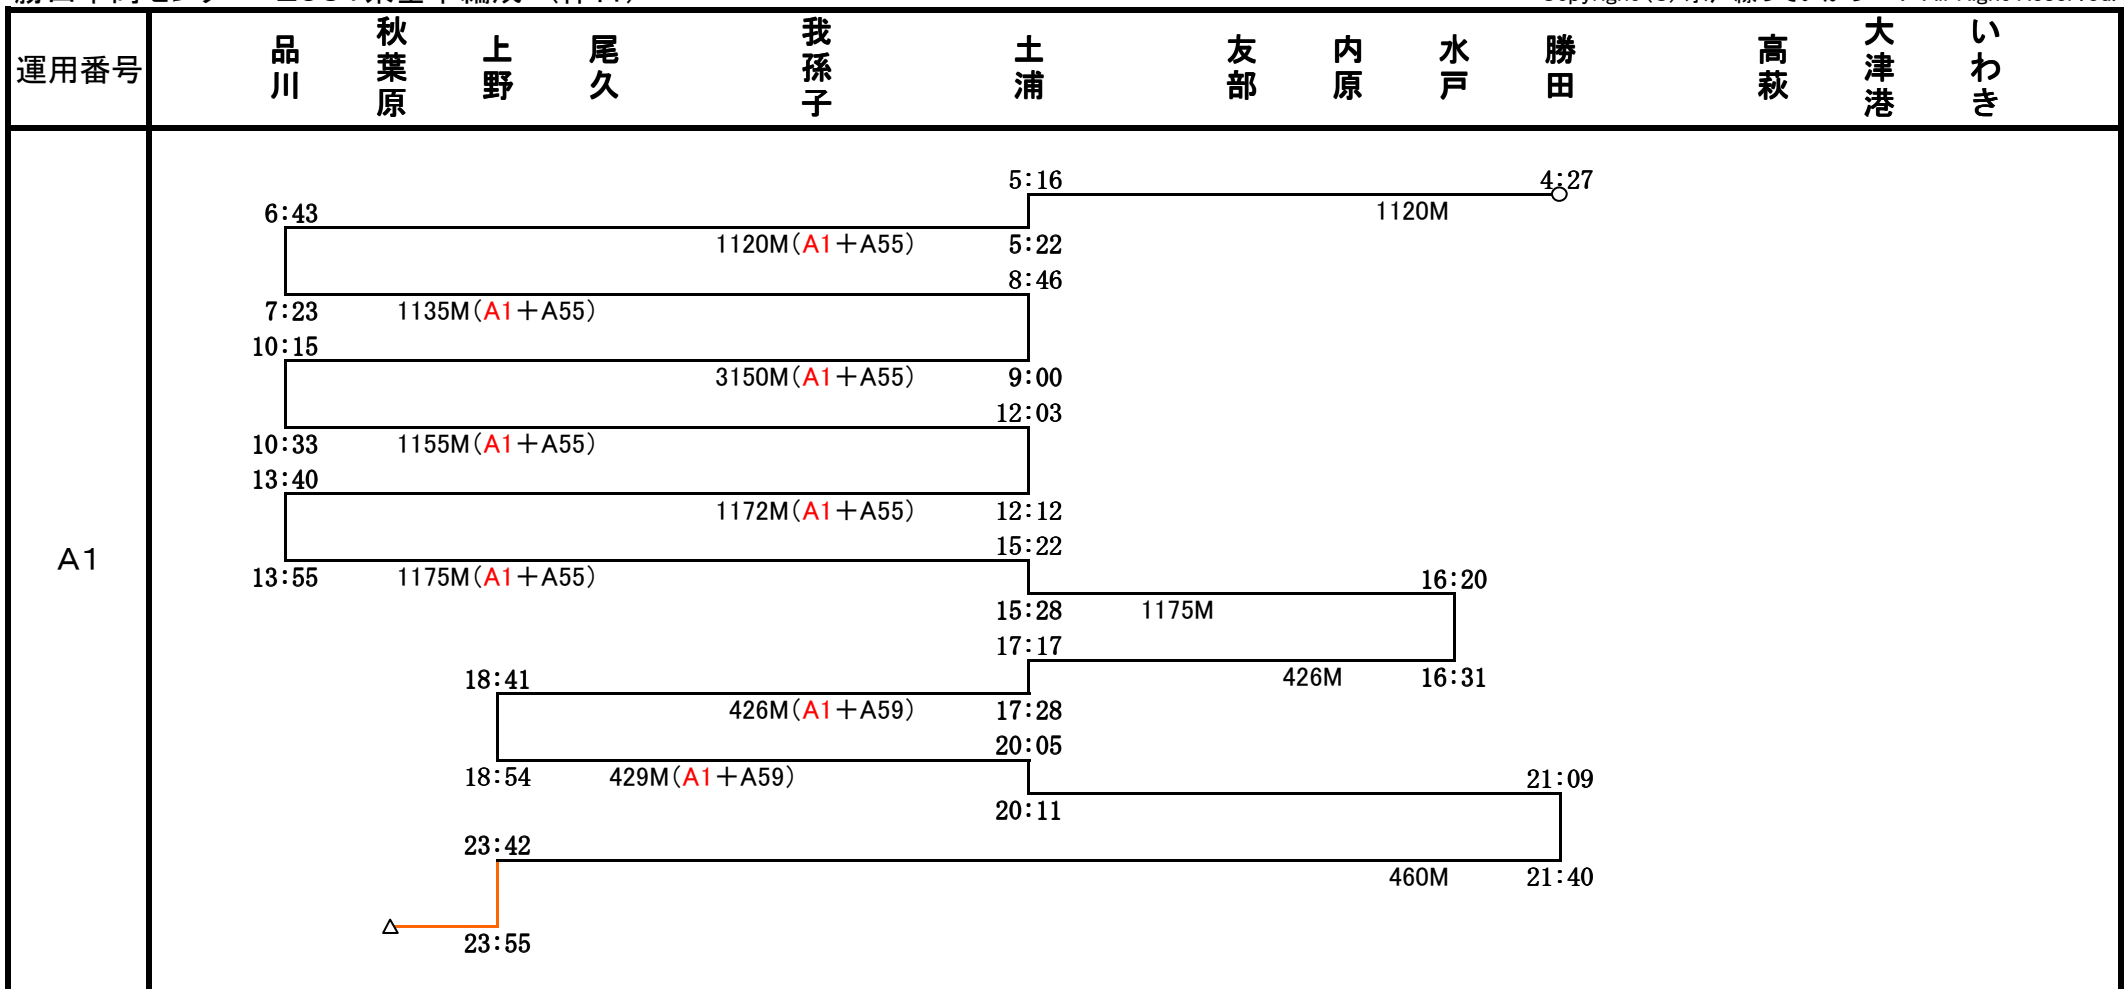 運用番号 品川 秋葉原 上野 尾久 我孫子 土浦 友部 内原 水戸 勝田 高萩 大津港 いわき
A1
5:16 4:27
6:43 1120M
1120M(A1＋A55) 5:22
8:46
7:23 1135M(A1＋A55)
10:15
3150M(A1＋A55) 9:00
12:03
10:33 1155M(A1＋A55)
13:40
1172M(A1＋A55) 12:12
15:22
13:55 1175M(A1＋A55) 16:20
15:28 1175M
17:17
18:41 426M 16:31
426M(A1＋A59) 17:28
20:05
18:54 429M(A1＋A59) 21:09
20:11
23:42
460M 21:40
23:55